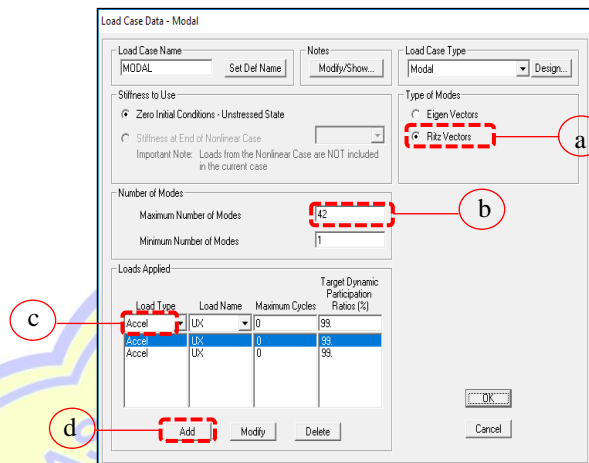 Load Case Data - Modal
Load Case Name
MODAL
Set Def Name
Notes
Modify/Show...
Load Case Type
Modal
Design...
Stiffness to Use
Zero Initial Conditions - Unstressed State
Stiffness at End of Nonlinear Case
Important Note: Loads from the Nonlinear Case are NOT included
in the current case
Type of Modes
Eigen Vectors
Ritz Vectors
a
Number of Modes
Maximum Number of Modes
42
b
Minimum Number of Modes
1
Loads Applied
Load Type Load Name Maximum Cycles Target Dynamic
Participation
Ratios (%)
c
Accel UX 0 99.
Accel UX 0 99.
Accel UX 0 99.
d
Add Modify Delete
OK
Cancel